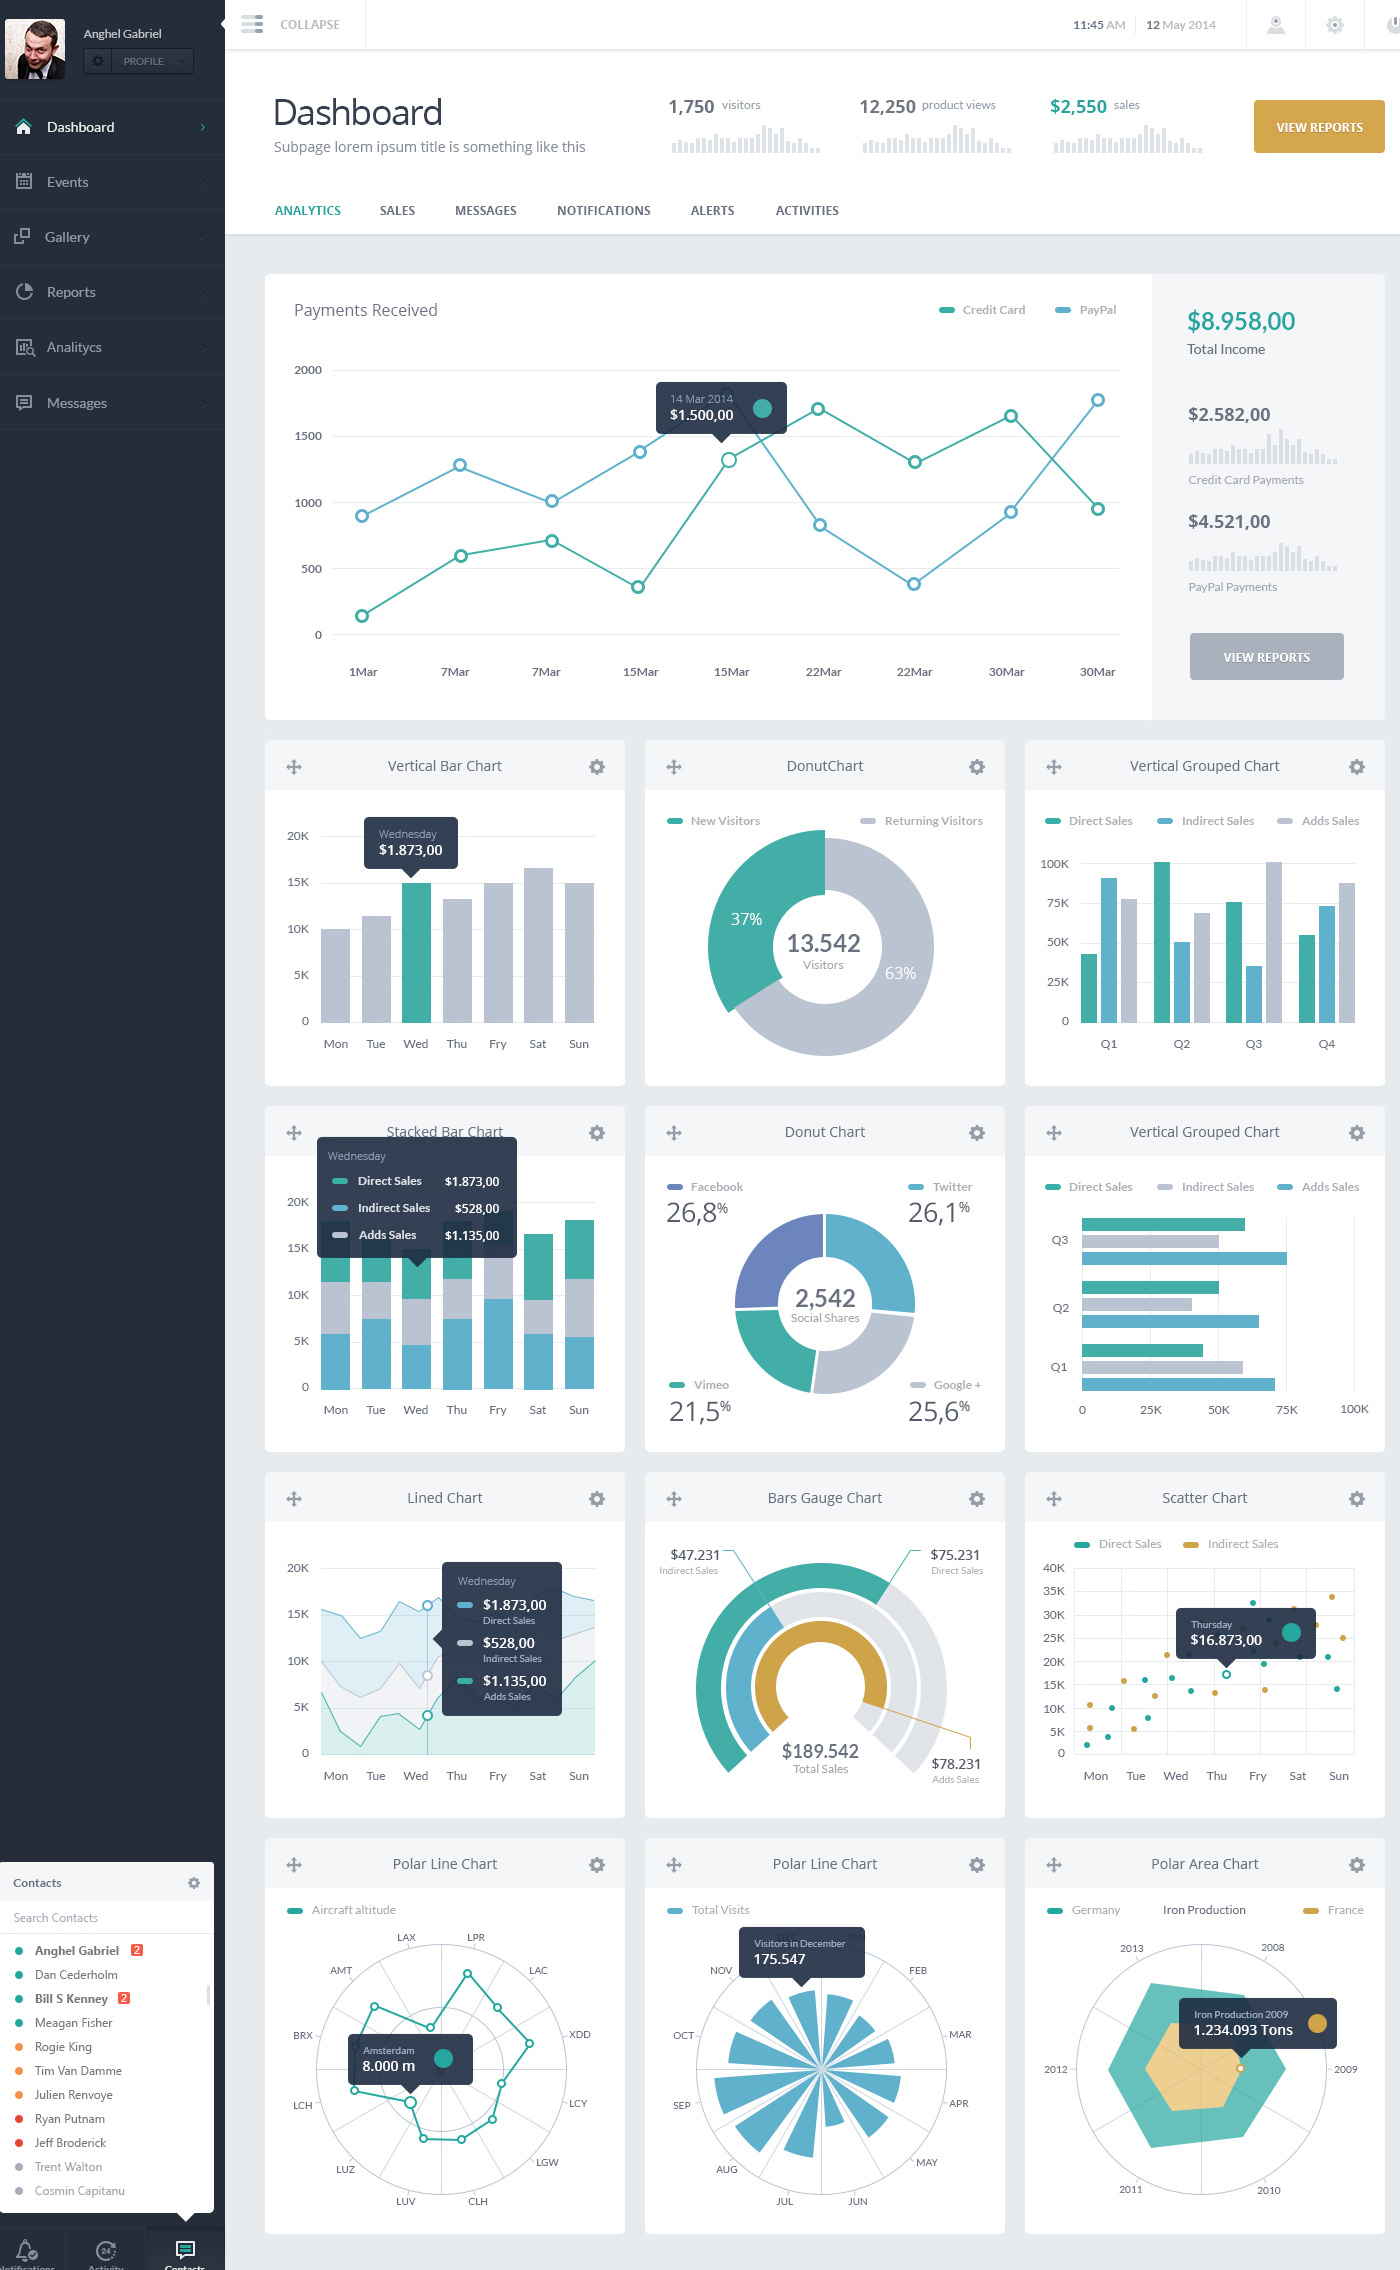 Anghel Gabriel
PROFILE
Dashboard
Events
Gallery
Reports
Analitycs
Messages
COLLAPSE
11:45 AM
12 May 2014
Dashboard
Subpage lorem ipsum title is something like this
1,750 visitors
12,250 product views
$2,550 sales
VIEW REPORTS
ANALYTICS SALES MESSAGES NOTIFICATIONS ALERTS ACTIVITIES
Payments Received
Credit Card PayPal
2000
1500
1000
500
0
14 Mar 2014
$1.500,00
1Mar 7Mar 7Mar 15Mar 15Mar 22Mar 22Mar 30Mar 30Mar
$8.958,00
Total Income
$2.582,00
Credit Card Payments
$4.521,00
PayPal Payments
VIEW REPORTS
Vertical Bar Chart
20K
15K
10K
5K
0
Wednesday
$1.873,00
Mon Tue Wed Thu Fry Sat Sun
DonutChart
New Visitors Returning Visitors
37%
13.542
Visitors
63%
Vertical Grouped Chart
Direct Sales Indirect Sales Adds Sales
100K
75K
50K
25K
0
Q1 Q2 Q3 Q4
Stacked Bar Chart
Wednesday
Direct Sales $1.873,00
Indirect Sales $528,00
Adds Sales $1.135,00
20K
15K
10K
5K
0
Mon Tue Wed Thu Fry Sat Sun
Donut Chart
Facebook
26,8%
Twitter
26,1%
2,542
Social Shares
Vimeo
21,5%
Google +
25,6%
Vertical Grouped Chart
Direct Sales Indirect Sales Adds Sales
Q3
Q2
Q1
0 25K 50K 75K 100K
Lined Chart
20K
15K
10K
5K
0
Wednesday
$1.873,00
Direct Sales
$528,00
Indirect Sales
$1.135,00
Adds Sales
Mon Tue Wed Thu Fry Sat Sun
Bars Gauge Chart
$47.231
Indirect Sales
$75.231
Direct Sales
$189.542
Total Sales
$78.231
Adds Sales
Scatter Chart
Direct Sales Indirect Sales
40K
35K
30K
25K
20K
15K
10K
5K
0
Thursday
$16.873,00
Mon Tue Wed Thu Fry Sat Sun
Polar Line Chart
Aircraft altitude
LAX LPR
AMT LAC
BRX XDD
Amsterdam
8.000 m
LCH LCY
LUZ LGW
LUV CLH
Polar Line Chart
Total Visits
Visitors in December
175.547
NOV FEB
OCT MAR
SEP APR
AUG MAY
JUL JUN
Polar Area Chart
Germany Iron Production France
2013 2008
Iron Production 2009
1.234.093 Tons
2012 2009
2011 2010
Contacts
Search Contacts
Anghel Gabriel 2
Dan Cederholm
Bill S Kenney 2
Meagan Fisher
Rogie King
Tim Van Damme
Julien Renvoye
Ryan Putnam
Jeff Broderick
Trent Walton
Cosmin Capitanu
24
Notifications Activity Contacts